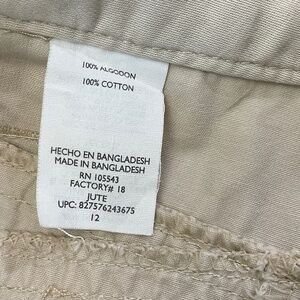 100% ALGODON
100% COTTON
HECHO EN BANGLADESH
MADE IN BANGLADESH
RN 105543
FACTORY# 18
JUTE
UPC: 827576243675
12